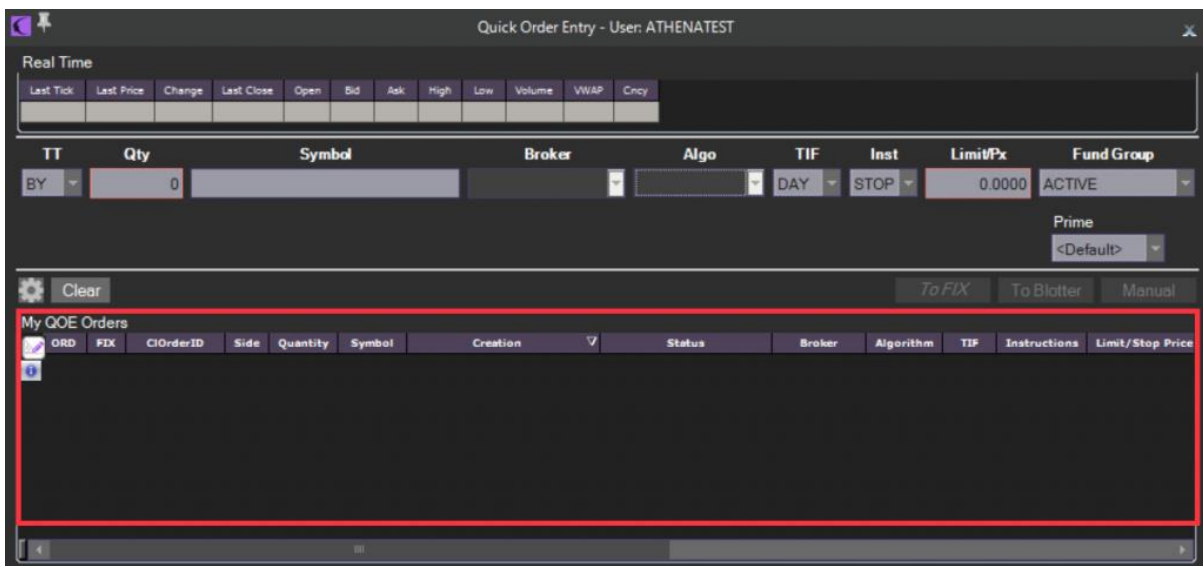 Quick Order Entry - User: ATHENATEST
Real Time
Last Tick Last Price Change Last Close Open Bid Ask High Low Volume VWAP Cncy
TT Qty Symbol Broker Algo TIF Inst Limit/Px Fund Group
BY 0 DAY STOP 0.0000 ACTIVE
Prime
<Default>
Clear To FIX To Blotter Manual
My QOE Orders
ORD FIX ClOrderID Side Quantity Symbol Creation Status Broker Algorithm TIF Instructions Limit/Stop Price